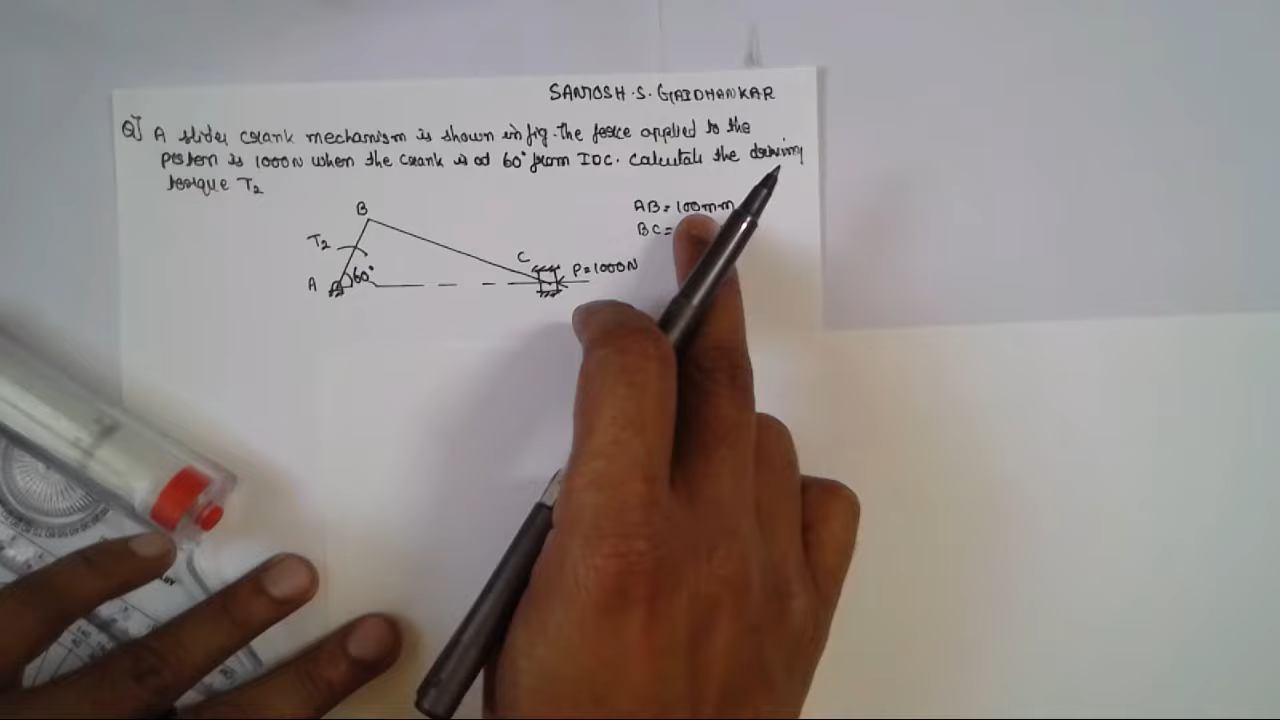 SANTOSH.S.GAIDHANKAR
Q] A slider crank mechanism is shown in fig. the force applied to the
piston is 1000N when the crank is at 60° from IDC. Calculate the driving
torque T2
AB = 100mm
BC =
B
T2
C
P = 1000N
A
60°